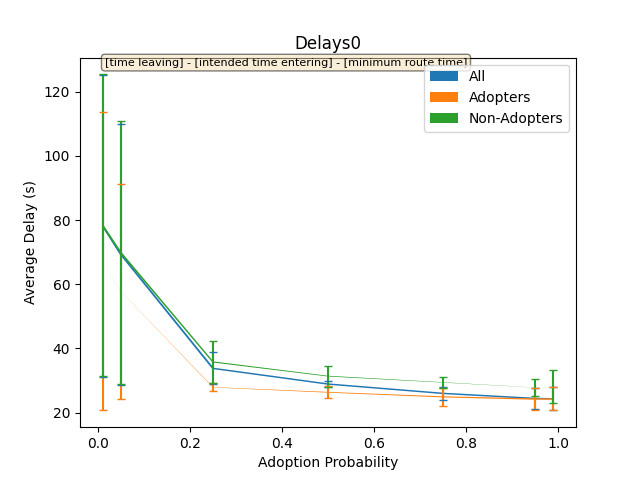 Delays0
[time leaving] - [intended time entering] - [minimum route time]
All
Adopters
Non-Adopters
Average Delay (s)
120
100
80
60
40
20
0.0 0.2 0.4 0.6 0.8 1.0
Adoption Probability